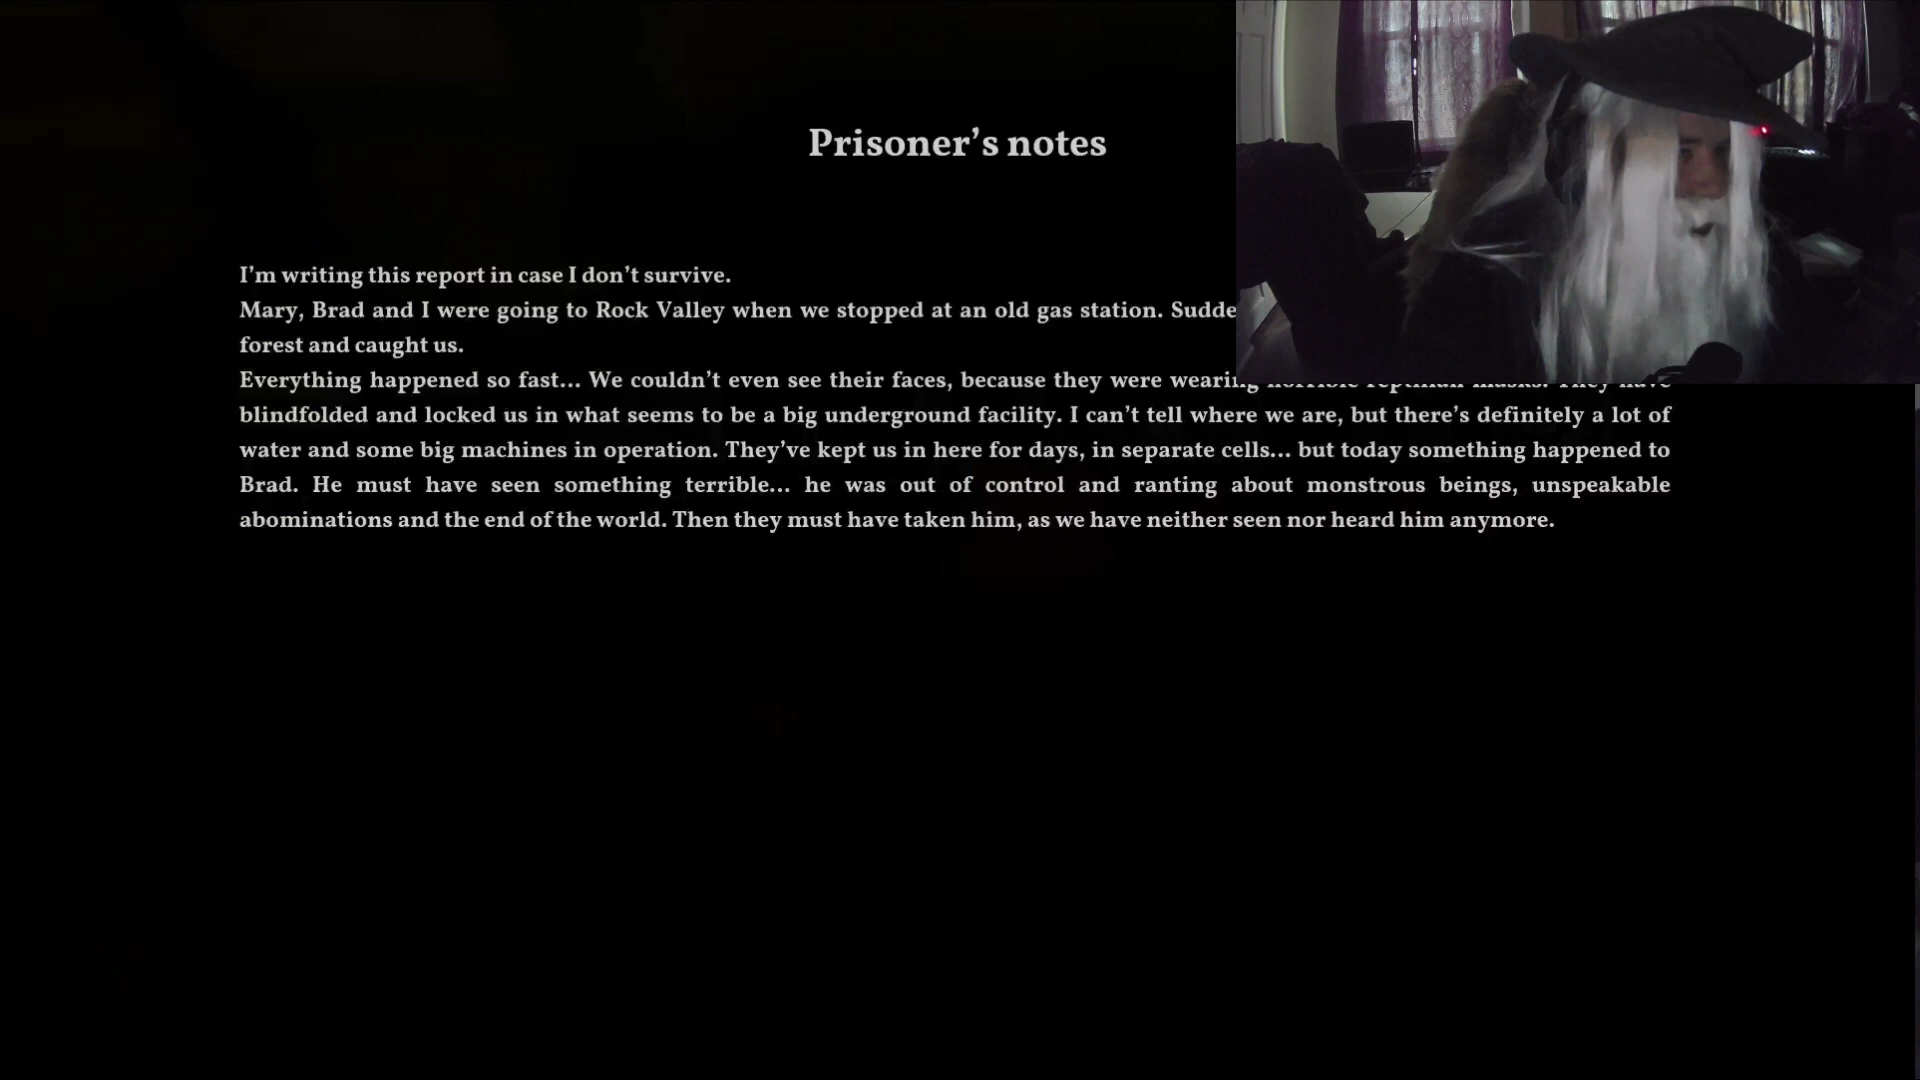 Prisoner's notes
I'm writing this report in case I don't survive.
Mary, Brad and I were going to Rock Valley when we stopped at an old gas station.
forest and caught us.
Everything happened so fast... We couldn't even see their faces, because they were wearing
blindfolded and locked us in what seems to be a big underground facility. I can't tell where we are, but there's definitely a lot of
water and some big machines in operation. They've kept us in here for days, in separate cells... but today something happened to
Brad. He must have seen something terrible... he was out of control and ranting about monstrous beings, unspeakable
abominations and the end of the world. Then they must have taken him, as we have neither seen nor heard him anymore.